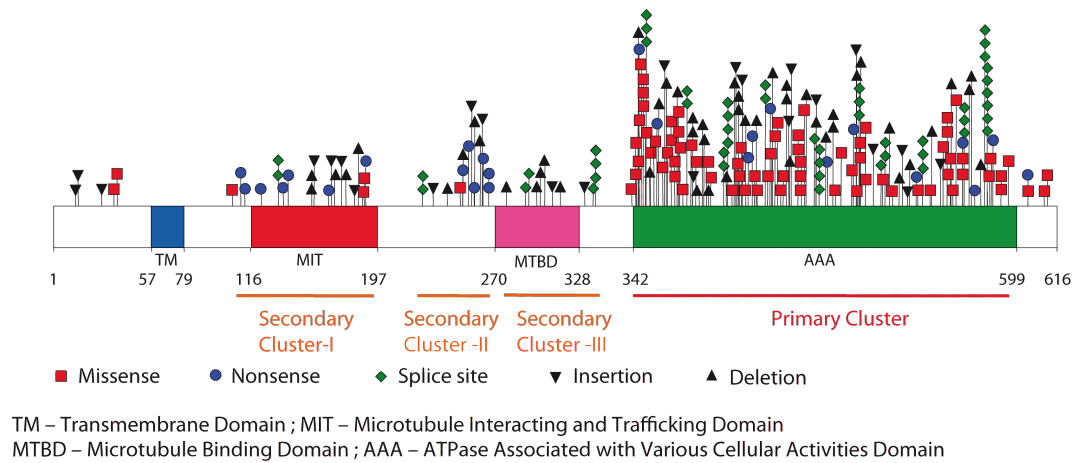 TM MIT MTBD AAA
1 57 79 116 197 270 328 342 599 616
Secondary Secondary Secondary Primary Cluster
Cluster-I Cluster -II Cluster -III
Missense Nonsense Splice site Insertion Deletion
TM – Transmembrane Domain ; MIT – Microtubule Interacting and Trafficking Domain
MTBD – Microtubule Binding Domain ; AAA – ATPase Associated with Various Cellular Activities Domain